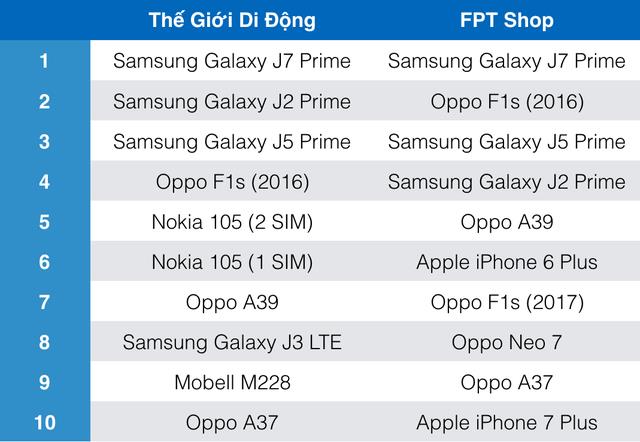 Thế Giới Di Động FPT Shop
1 Samsung Galaxy J7 Prime Samsung Galaxy J7 Prime
2 Samsung Galaxy J2 Prime Oppo F1s (2016)
3 Samsung Galaxy J5 Prime Samsung Galaxy J5 Prime
4 Oppo F1s (2016) Samsung Galaxy J2 Prime
5 Nokia 105 (2 SIM) Oppo A39
6 Nokia 105 (1 SIM) Apple iPhone 6 Plus
7 Oppo A39 Oppo F1s (2017)
8 Samsung Galaxy J3 LTE Oppo Neo 7
9 Mobell M228 Oppo A37
10 Oppo A37 Apple iPhone 7 Plus